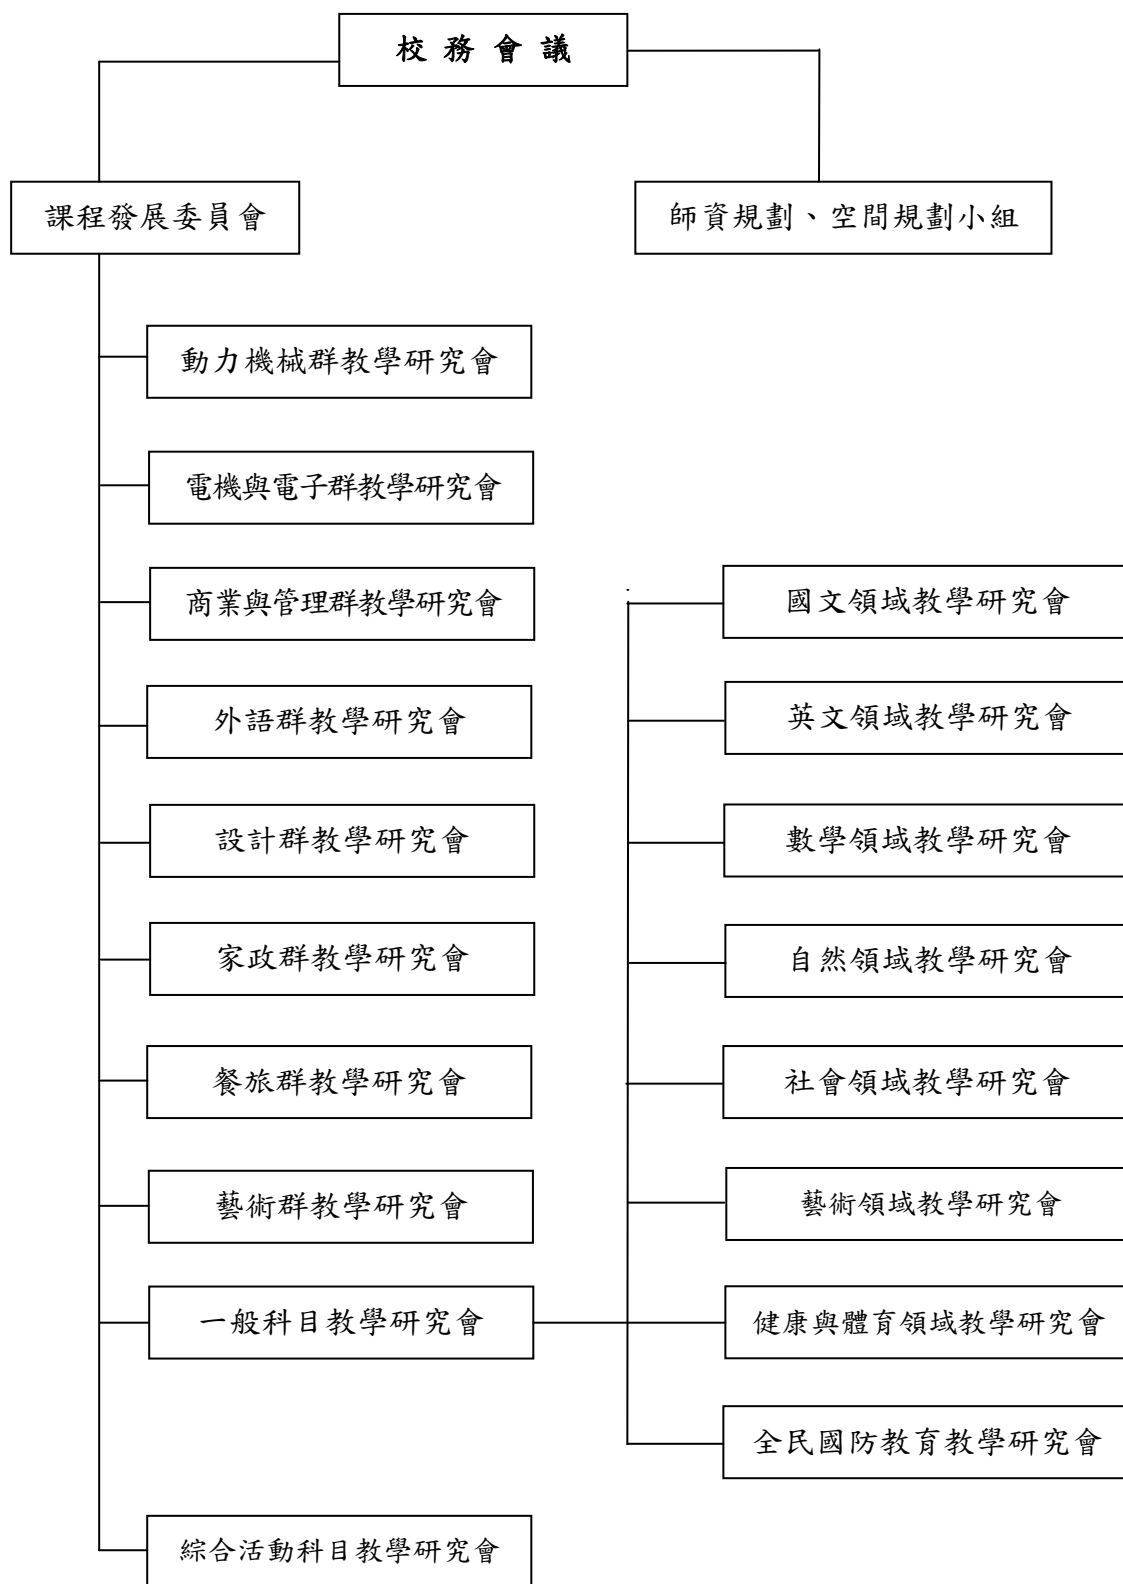 校務會議
課程發展委員會
師資規劃、空間規劃小組
動力機械群教學研究會
電機與電子群教學研究會
商業與管理群教學研究會
外語群教學研究會
設計群教學研究會
家政群教學研究會
餐旅群教學研究會
藝術群教學研究會
一般科目教學研究會
綜合活動科目教學研究會
國文領域教學研究會
英文領域教學研究會
數學領域教學研究會
自然領域教學研究會
社會領域教學研究會
藝術領域教學研究會
健康與體育領域教學研究會
全民國防教育教學研究會